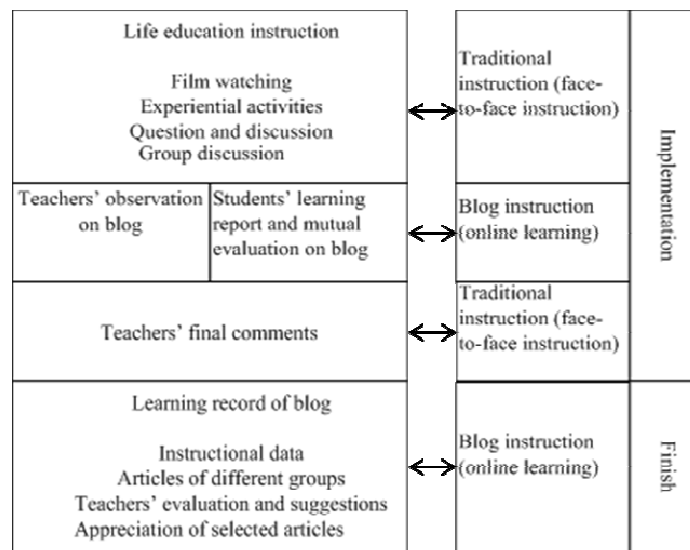 Life education instruction
Film watching
Experiential activities
Question and discussion
Group discussion
Traditional
instruction (face-
to-face instruction)
Implementation
Teachers' observation
on blog
Students' learning
report and mutual
evaluation on blog
Blog instruction
(online learning)
Teachers' final comments
Traditional
instruction (face-
to-face instruction)
Learning record of blog
Instructional data
Articles of different groups
Teachers' evaluation and suggestions
Appreciation of selected articles
Blog instruction
(online learning)
Finish